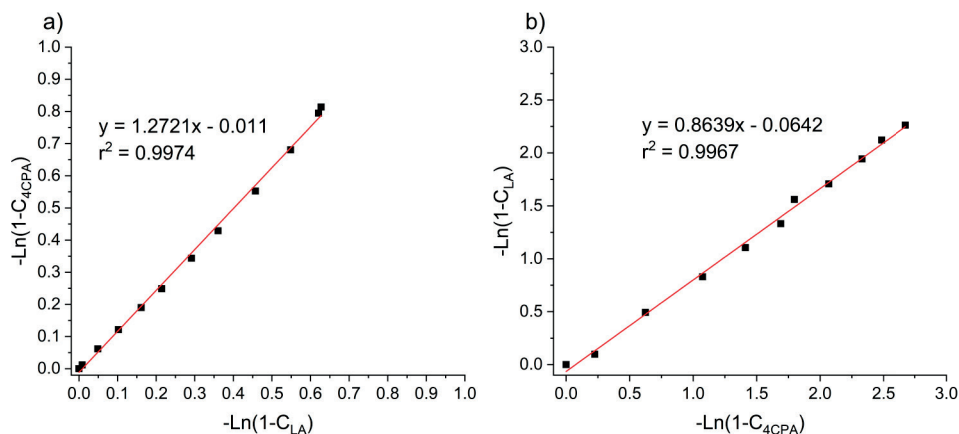 a)
1.0
0.9
0.8
0.7
0.6
0.5
0.4
0.3
0.2
0.1
0.0
-Ln(1-C4CPA)
y = 1.2721x - 0.011
r² = 0.9974
0.0 0.1 0.2 0.3 0.4 0.5 0.6 0.7 0.8 0.9 1.0
-Ln(1-CLA)
b)
3.0
2.5
2.0
1.5
1.0
0.5
0.0
-Ln(1-CLA)
y = 0.8639x - 0.0642
r² = 0.9967
0.0 0.5 1.0 1.5 2.0 2.5 3.0
-Ln(1-C4CPA)